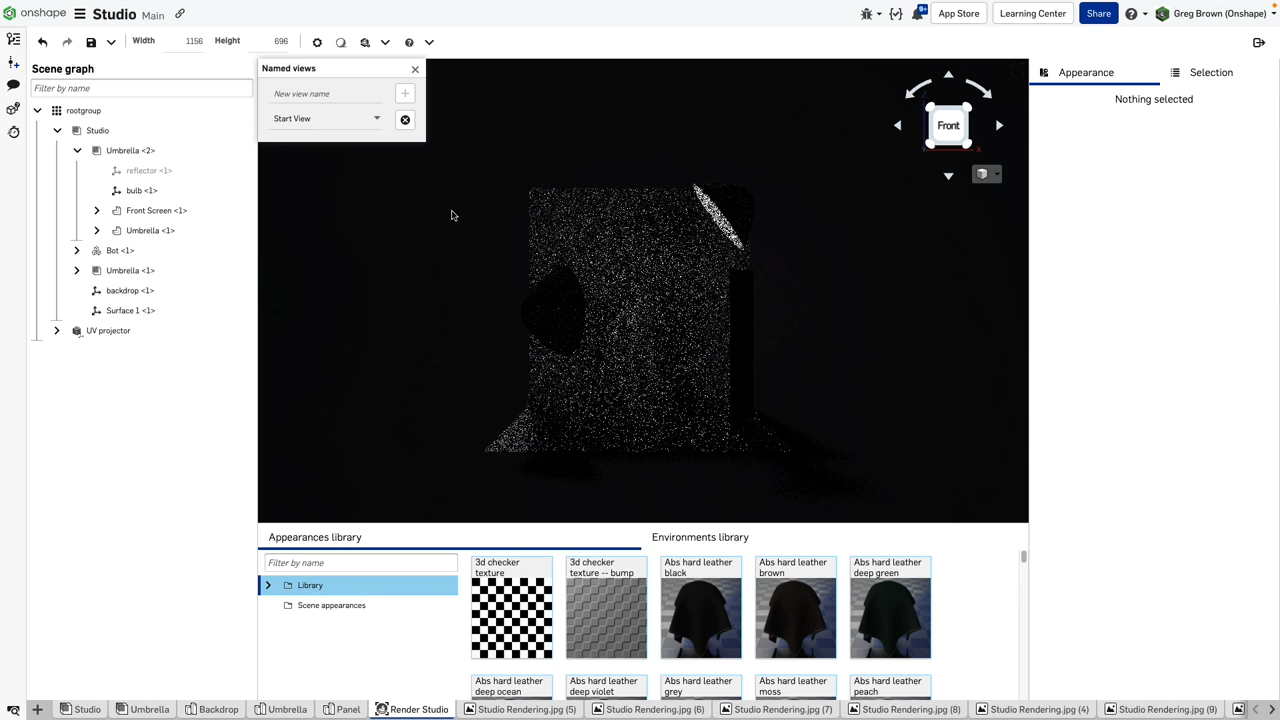 onshape Studio Main App Store Learning Center Share Greg Brown (Onshape)
9+
Width 1156 Height 696
Scene graph
Filter by name
rootgroup
Studio
Umbrella <2>
reflector <1>
bulb <1>
Front Screen <1>
Umbrella <1>
Bot <1>
Umbrella <1>
backdrop <1>
Surface 1 <1>
UV projector
Named views
New view name
Start View
Front
X
Appearance Selection
Nothing selected
Appearances library Environments library
Filter by name
Library
Scene appearances
3d checker texture
3d checker texture -- bump
Abs hard leather black
Abs hard leather brown
Abs hard leather deep green
Abs hard leather deep ocean
Abs hard leather deep violet
Abs hard leather grey
Abs hard leather moss
Abs hard leather peach
Studio Umbrella Backdrop Umbrella Panel Render Studio Studio Rendering.jpg (5) Studio Rendering.jpg (6) Studio Rendering.jpg (7) Studio Rendering.jpg (8) Studio Rendering.jpg (4) Studio Rendering.jpg (9)